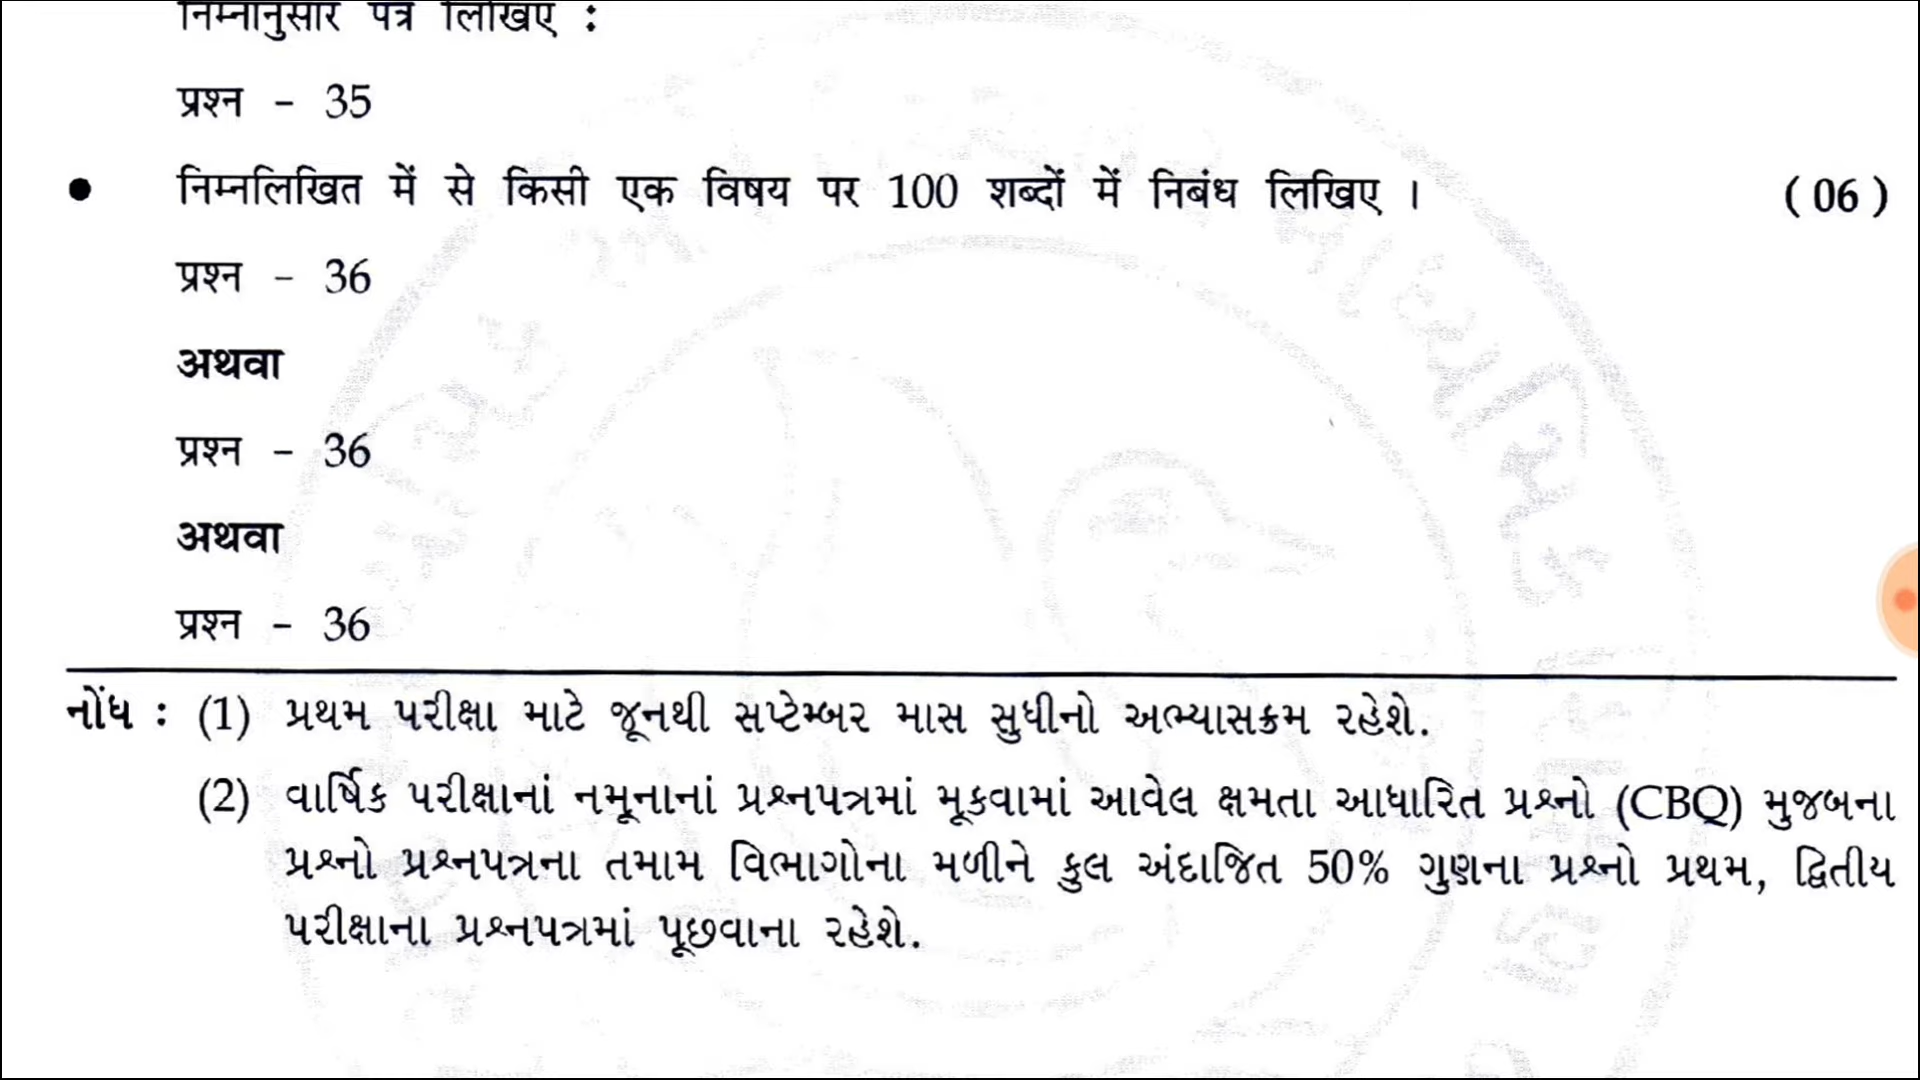 निम्नानुसार पत्र लिखिए :
प्रश्न - 35
● निम्नलिखित में से किसी एक विषय पर 100 शब्दों में निबंध लिखिए । ( 06 )
प्रश्न - 36
अथवा
प्रश्न - 36
अथवा
प्रश्न - 36
નોંધ : (1) પ્રથમ પરીક્ષા માટે જૂનથી સપ્ટેમ્બર માસ સુધીનો અભ્યાસક્રમ રહેશે.
(2) વાર્ષિક પરીક્ષાનાં નમૂનાનાં પ્રશ્નપત્રમાં મૂકવામાં આવેલ ક્ષમતા આધારિત પ્રશ્નો (CBQ) મુજબના
પ્રશ્નો પ્રશ્નપત્રના તમામ વિભાગોના મળીને કુલ અંદાજિત 50% ગુણના પ્રશ્નો પ્રથમ, દ્વિતીય
પરીક્ષાના પ્રશ્નપત્રમાં પૂછવાના રહેશે.